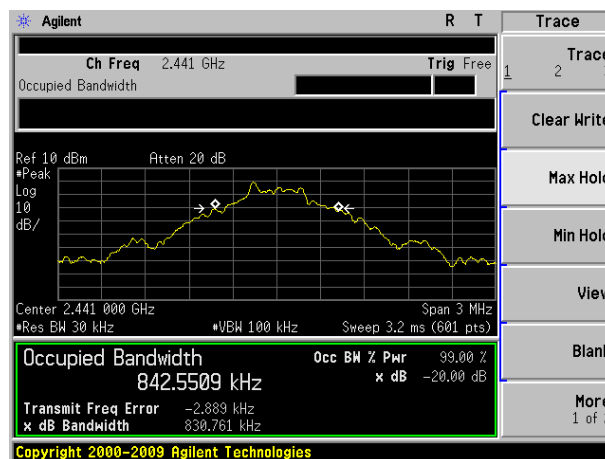 Agilent R T Trace
Ch Freq 2.441 GHz Trig Free
Occupied Bandwidth
Trace
1 2
Clear Write
Max Hold
Min Hold
View
Blank
More
1 of
Ref 10 dBm Atten 20 dB
#Peak
Log
10
dB/
Center 2.441 000 GHz Span 3 MHz
#Res BW 30 kHz #VBW 100 kHz Sweep 3.2 ms (601 pts)
Occupied Bandwidth Occ BW % Pwr 99.00 %
842.5509 kHz x dB -20.00 dB
Transmit Freq Error -2.889 kHz
x dB Bandwidth 830.761 kHz
Copyright 2000-2009 Agilent Technologies